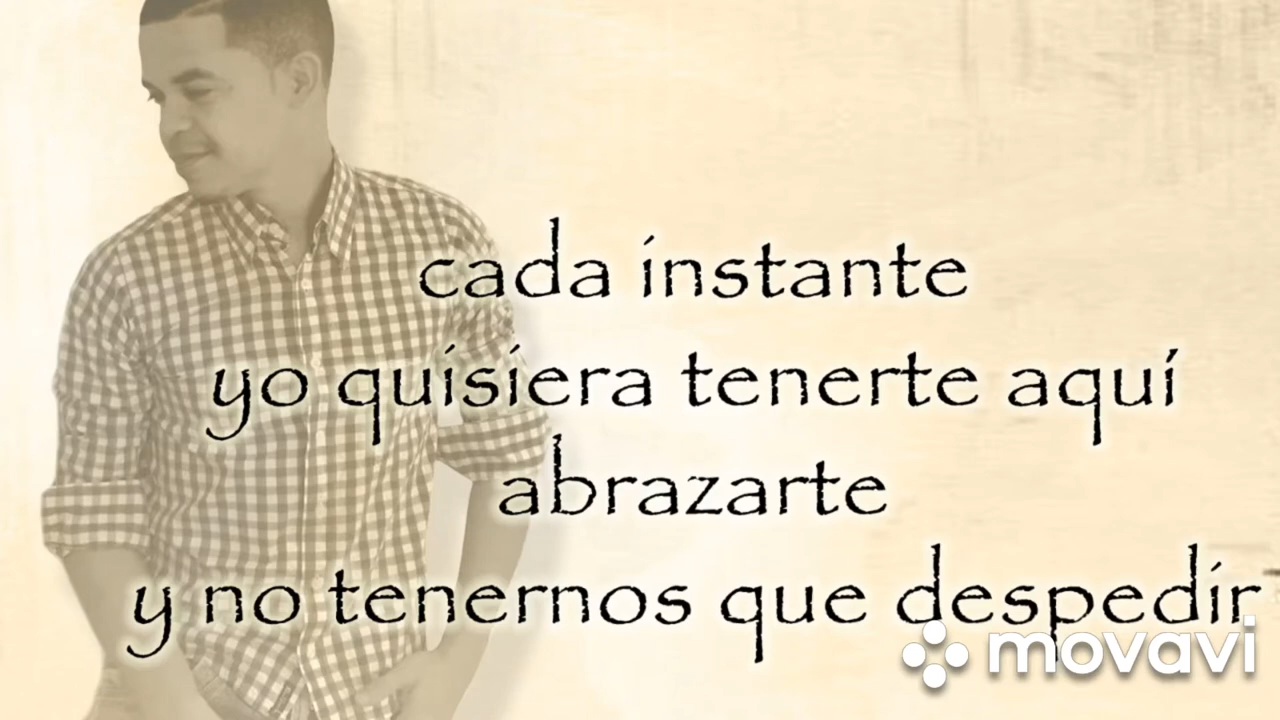 cada instante
yo quisiera tenerte aquí
abrazarte
y no tenernos que despedir
movavi